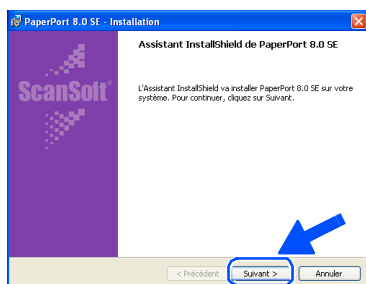 PaperPort 8.0 SE - Installation
Assistant InstallShield de PaperPort 8.0 SE
ScanSoft®
L'Assistant InstallShield va installer PaperPort 8.0 SE sur votre
système. Pour continuer, cliquez sur Suivant.
< Précédent
Suivant >
Annuler